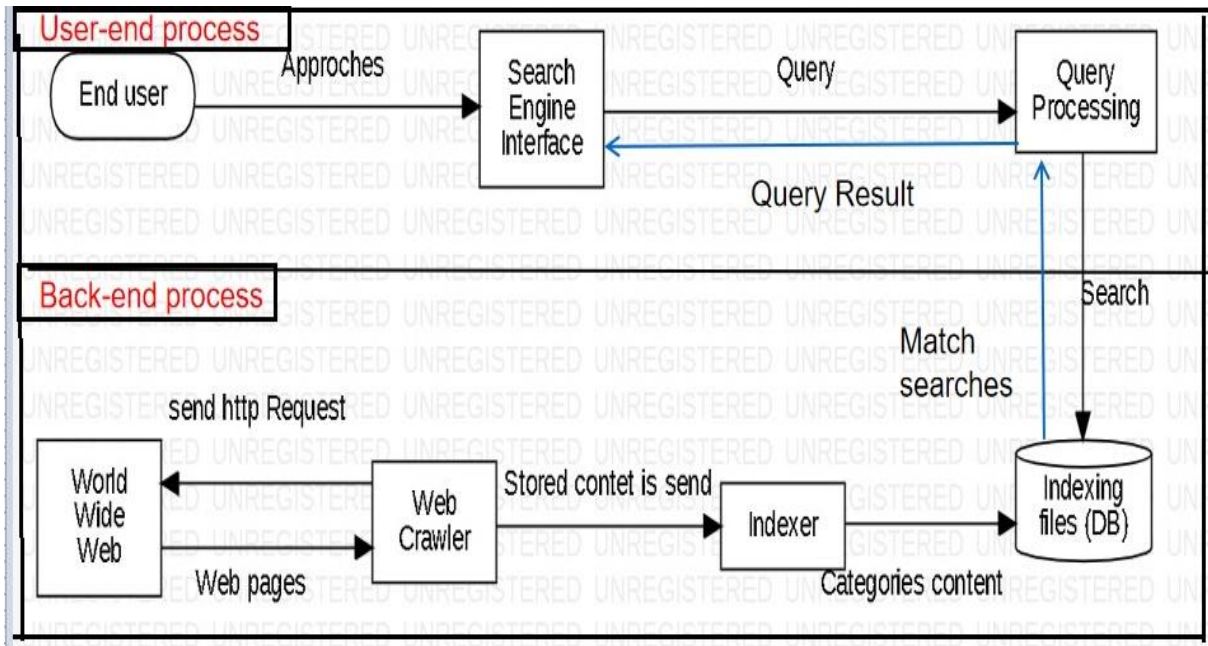 User-end process
End user
Approches
Search
Engine
Interface
Query
Query
Processing
Query Result
Back-end process
Search
Match
searches
send http Request
World
Wide
Web
Web pages
Web
Crawler
Stored contet is send
Indexer
Categories content
Indexing
files (DB)
UNREGISTERED